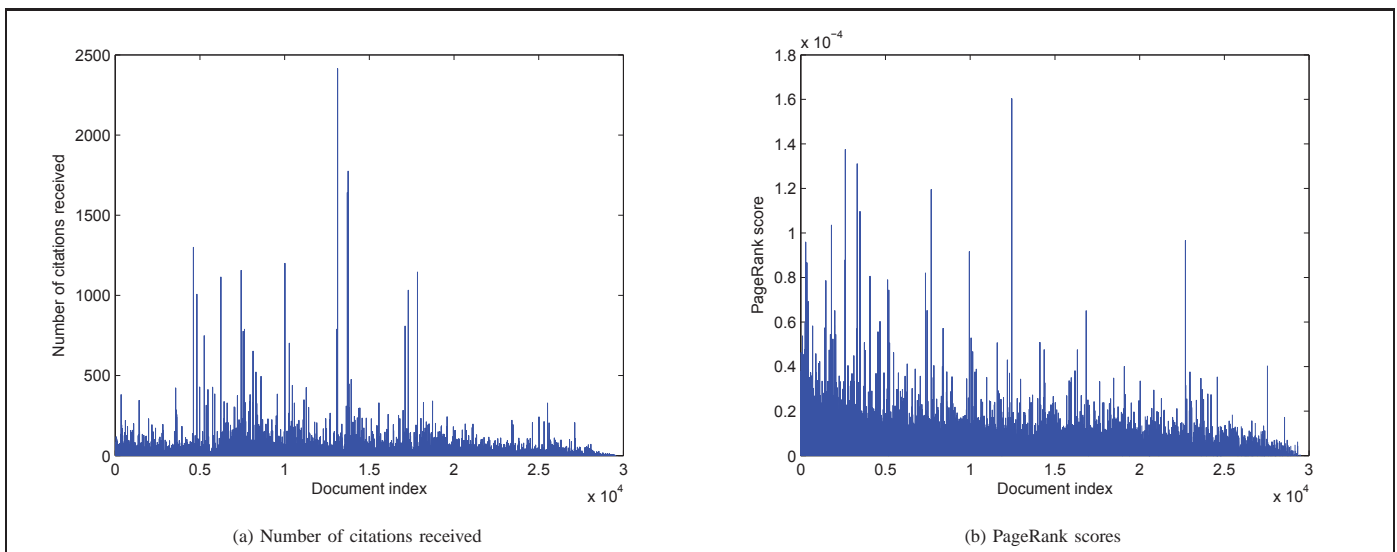 2500
2000
1500
1000
500
0
Number of citations received
0 0.5 1 1.5 2 2.5 3
Document index
x 10^4
(a) Number of citations received
x 10^-4
1.8
1.6
1.4
1.2
1
0.8
0.6
0.4
0.2
0
PageRank score
0 0.5 1 1.5 2 2.5 3
Document index
x 10^4
(b) PageRank scores